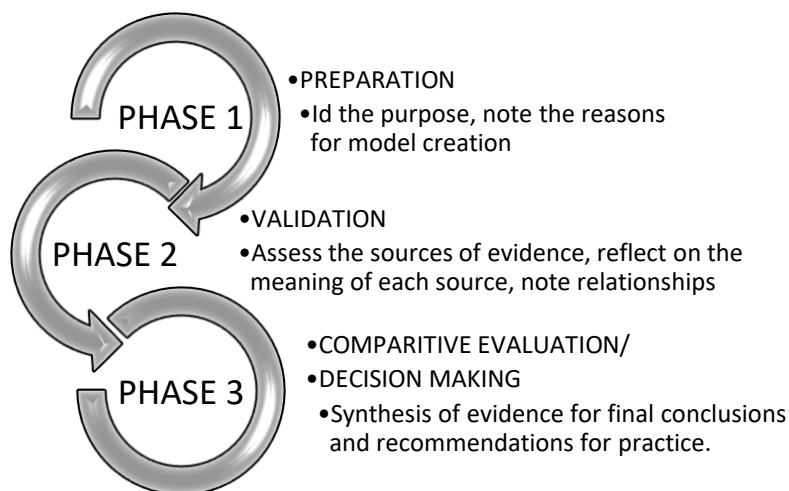 PHASE 1
•PREPARATION
•Id the purpose, note the reasons
for model creation
PHASE 2
•VALIDATION
•Assess the sources of evidence, reflect on the
meaning of each source, note relationships
PHASE 3
•COMPARITIVE EVALUATION/
•DECISION MAKING
•Synthesis of evidence for final conclusions
and recommendations for practice.